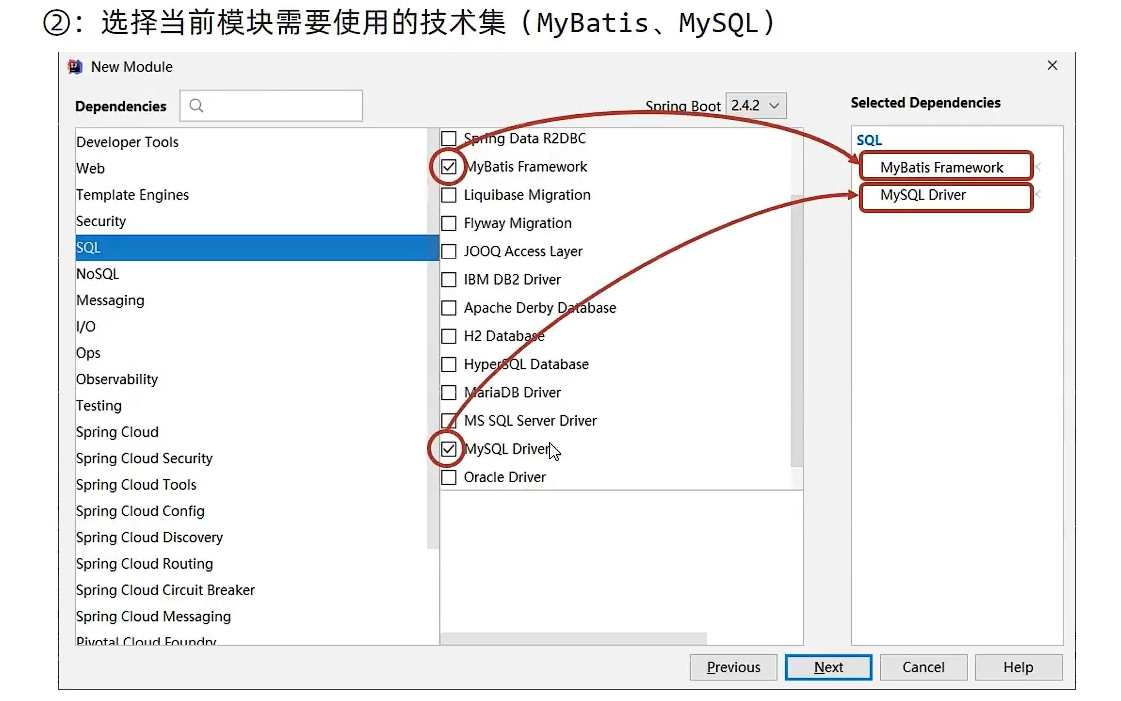 ②：选择当前模块需要使用的技术集（MyBatis、MySQL）
New Module
Dependencies
Spring Boot 2.4.2
Selected Dependencies
Developer Tools
Web
Template Engines
Security
SQL
NoSQL
Messaging
I/O
Ops
Observability
Testing
Spring Cloud
Spring Cloud Security
Spring Cloud Tools
Spring Cloud Config
Spring Cloud Discovery
Spring Cloud Routing
Spring Cloud Circuit Breaker
Spring Cloud Messaging
Pivotal Cloud Foundry
Spring Data R2DBC
MyBatis Framework
Liquibase Migration
Flyway Migration
JOOQ Access Layer
IBM DB2 Driver
Apache Derby Database
H2 Database
HyperSQL Database
MariaDB Driver
MS SQL Server Driver
MySQL Driver
Oracle Driver
SQL
MyBatis Framework
MySQL Driver
Previous
Next
Cancel
Help